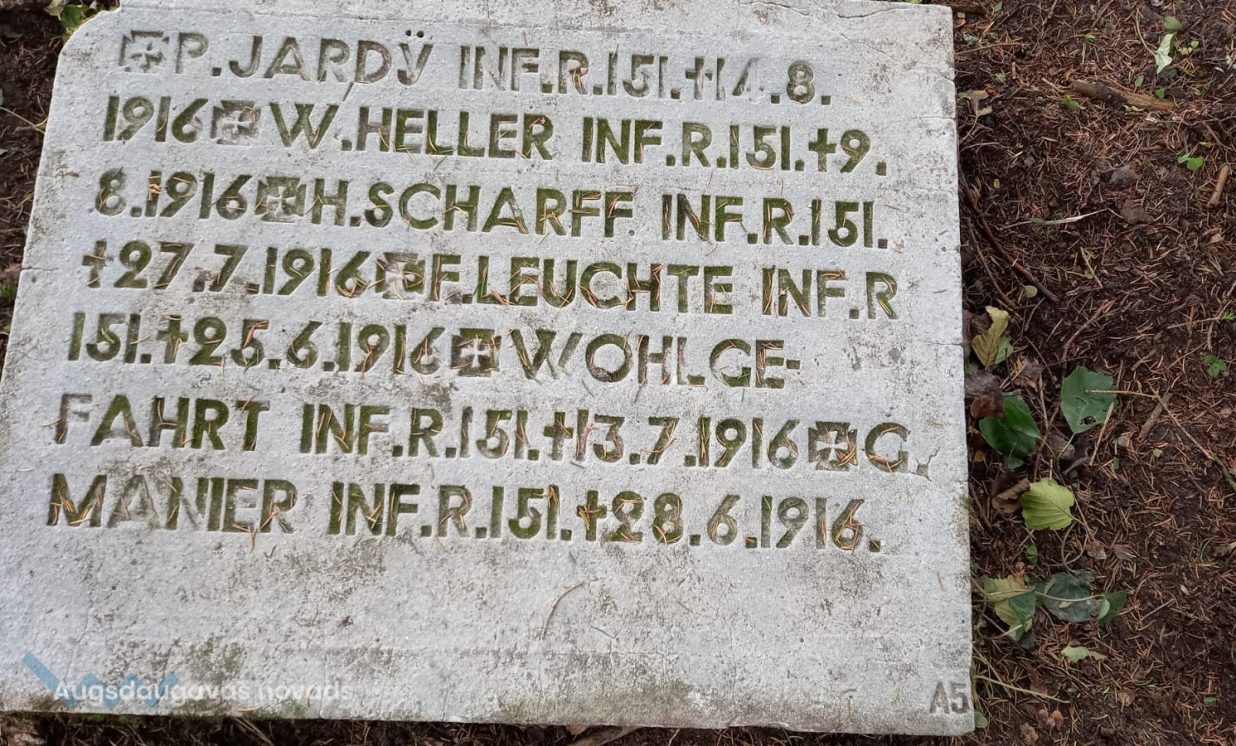 ✠P.JARDÿ INF.R.151.†14.8.
1916✠W.HELLER INF.R.151.†9.
8.1916✠H.SCHARFF INF.R.151.
†27.7.1916✠F.LEUCHTE INF.R
151.†25.6.1916✠WOHLGE-
FAHRT INF.R.151.†13.7.1916✠G.
MANIER INF.R.151.†28.6.1916.
A5
Augšdaugavas novads